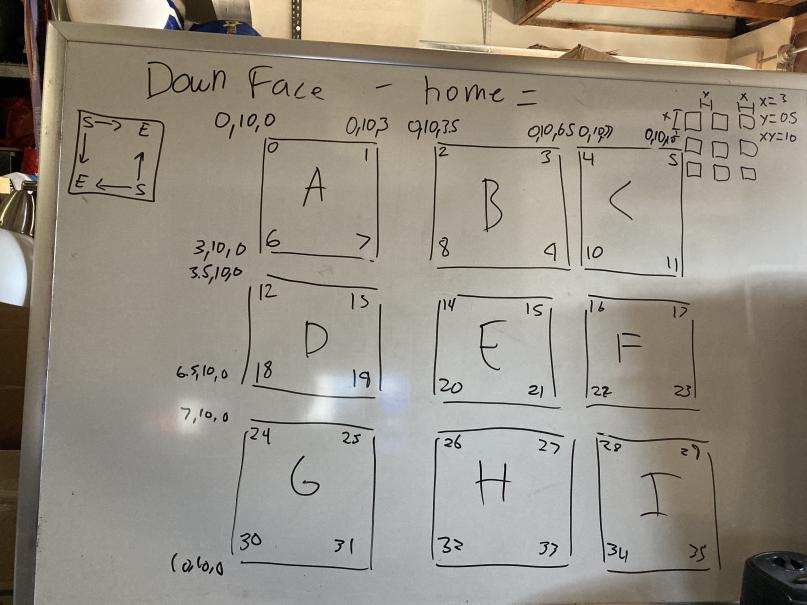 Down Face - home =
x x x=3
x y=0.5
xy=10
S → E
E ← S
0,10,0 0,10,3 0,10,3.5 0,10,6.5 0,10,7
0 1 2 3 4 5
A B C
6 7 8 9 10 11
3,10,0
3.5,10,0
12 13 14 15 16 17
D E F
6.5,10,0
18 19 20 21 22 23
7,10,0
24 25 26 27 28 29
G H I
30 31 32 33 34 35
10,10,0